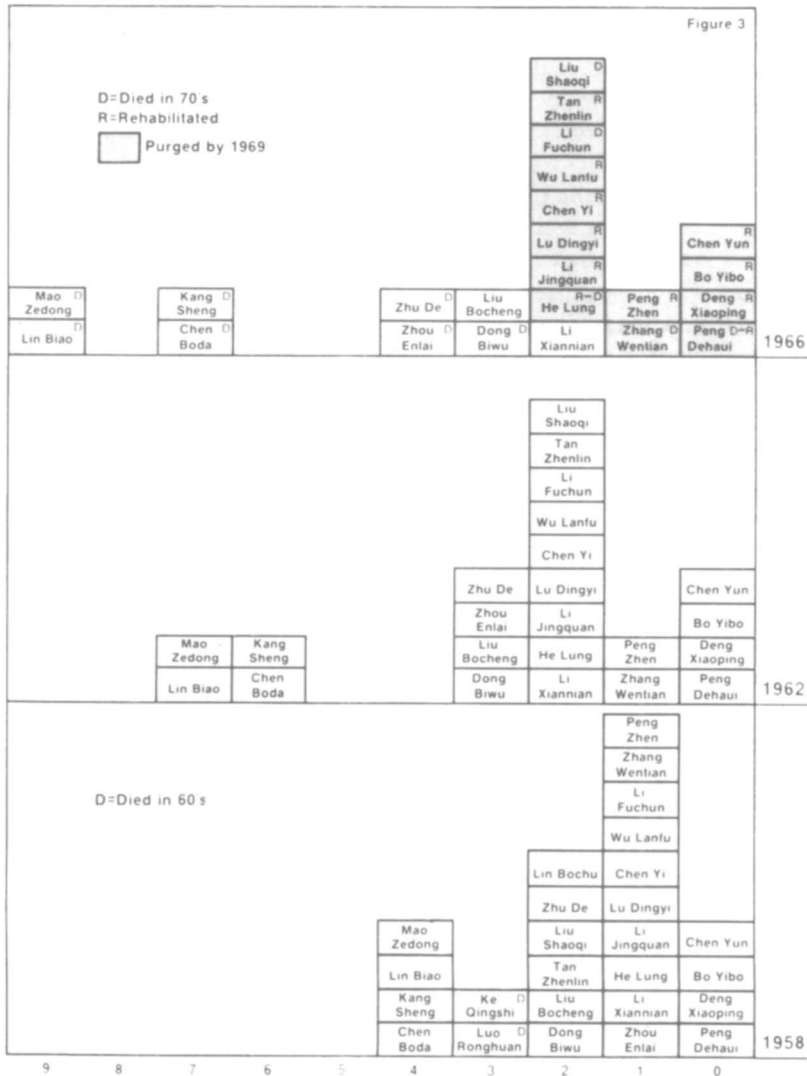 Figure 3
D=Died in 70's
R=Rehabilitated
Purged by 1969
Liu D
Shaoqi
Tan R
Zhenlin
Li D
Fuchun
R
Wu Lanfu
R
Chen Yi
R
Lu Dingyi
R
Chen Yun
Li R
Jingquan
R
Bo Yibo
Mao D
Zedong
Kang D
Sheng
D
Zhu De
Liu
Bocheng
R-D
He Lung
Peng R
Zhen
Deng R
Xiaoping
D
Lin Biao
Chen D
Boda
Zhou D
Enlai
Dong D
Biwu
Li
Xiannian
Zhang D
Wentian
Peng D-R
Dehaui
1966
Liu
Shaoqi
Tan
Zhenlin
Li
Fuchun
Wu Lanfu
Chen Yi
Zhu De
Lu Dingyi
Chen Yun
Zhou
Enlai
Li
Jingquan
Bo Yibo
Mao
Zedong
Kang
Sheng
Liu
Bocheng
He Lung
Peng
Zhen
Deng
Xiaoping
Lin Biao
Chen
Boda
Dong
Biwu
Li
Xiannian
Zhang
Wentian
Peng
Dehaui
1962
D=Died in 60's
Peng
Zhen
Zhang
Wentian
Li
Fuchun
Wu Lanfu
Lin Bochu
Chen Yi
Zhu De
Lu Dingyi
Mao
Zedong
Liu
Shaoqi
Li
Jingquan
Chen Yun
Lin Biao
Tan
Zhenlin
He Lung
Bo Yibo
Kang
Sheng
Ke D
Qingshi
Liu
Bocheng
Li
Xiannian
Deng
Xiaoping
Chen
Boda
Luo D
Ronghuan
Dong
Biwu
Zhou
Enlai
Peng
Dehaui
1958
9 8 7 6 5 4 3 2 1 0